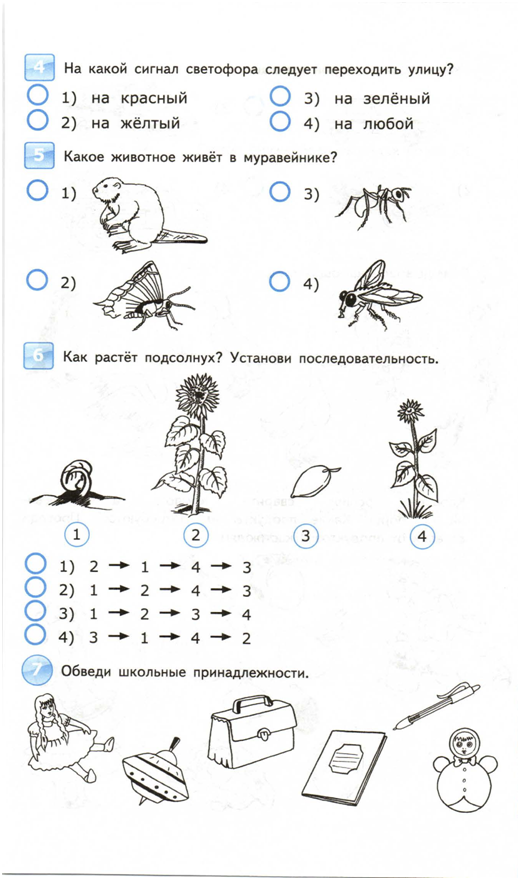 4 На какой сигнал светофора следует переходить улицу?
1) на красный 3) на зелёный
2) на жёлтый 4) на любой
5 Какое животное живёт в муравейнике?
1) 3)
2) 4)
6 Как растёт подсолнух? Установи последовательность.
1 2 3 4
1) 2 → 1 → 4 → 3
2) 1 → 2 → 4 → 3
3) 1 → 2 → 3 → 4
4) 3 → 1 → 4 → 2
7 Обведи школьные принадлежности.